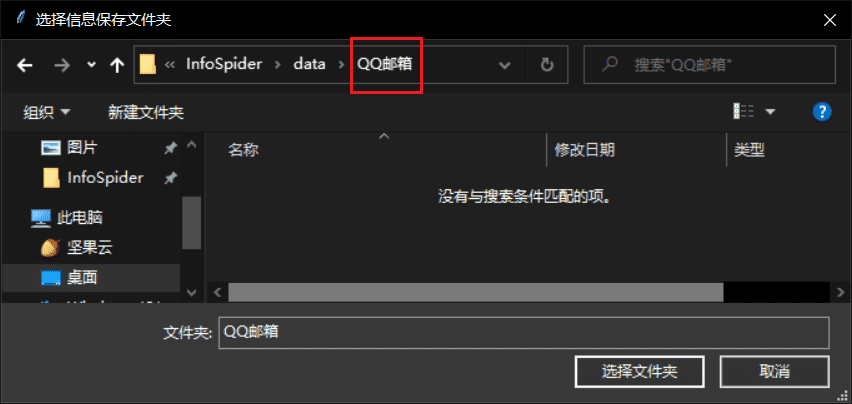 选择信息保存文件夹
« InfoSpider › data › QQ邮箱
搜索"QQ邮箱"
组织
新建文件夹
图片
InfoSpider
此电脑
坚果云
桌面
名称
修改日期
类型
没有与搜索条件匹配的项。
文件夹:
QQ邮箱
选择文件夹
取消